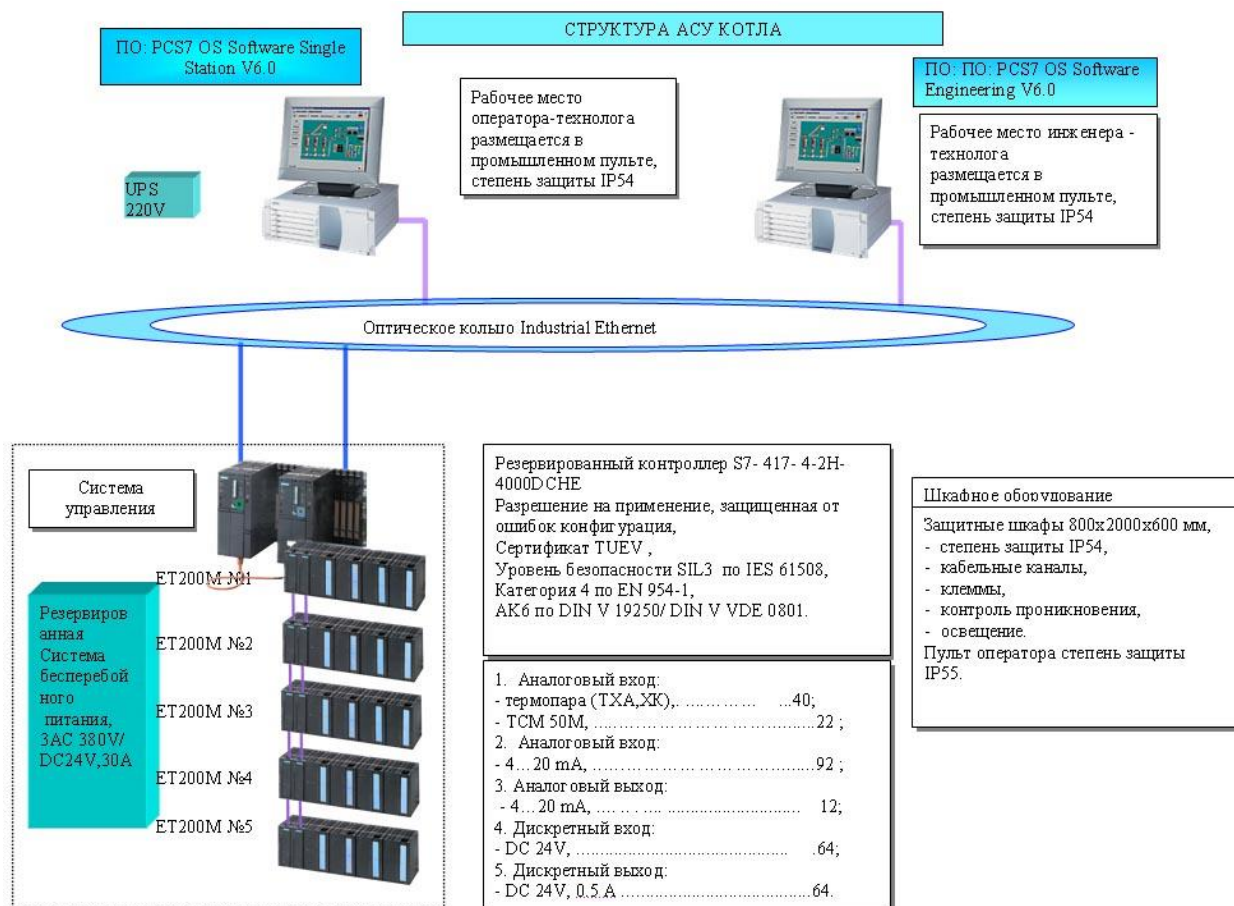 СТРУКТУРА АСУ КОТЛА
ПО: PCS7 OS Software Single
Station V6.0
ПО: ПО: PCS7 OS Software
Engineering V6.0
Рабочее место
оператора-технолога
размещается в
промышленном пульте,
степень защиты IP54
Рабочее место инженера -
технолога
размещается в
промышленном пульте,
степень защиты IP54
UPS
220V
Оптическое кольцо Industrial Ethernet
Система
управления
ET200M №1
ET200M №2
ET200M №3
ET200M №4
ET200M №5
Резервиров
анная
Система
бесперебой
ного
питания,
3AC 380V/
DC24V,30A
Резервированный контроллер S7- 417- 4-2H-
4000DCHE
Разрешение на применение, защищенная от
ошибок конфигурация,
Сертификат TUEV ,
Уровень безопасности SIL3 по IES 61508,
Категория 4 по EN 954-1,
AK6 по DIN V 19250/ DIN V VDE 0801.
1. Аналоговый вход:
- термопара (ТХА,ХК),. ....……… ...40;
- ТСМ 50М, ……………………………......22 ;
2. Аналоговый вход:
- 4…20 mA, ……………………………......92 ;
3. Аналоговый выход:
- 4…20 mA, ….. . . …. .............................. 12;
4. Дискретный вход:
- DC 24V, ................................................ .64;
5. Дискретный выход:
- DC 24V, 0.5 A ..........................................64.
Шкафное оборудование
Защитные шкафы 800х2000х600 мм,
- степень защиты IP54,
- кабельные каналы,
- клеммы,
- контроль проникновения,
- освещение.
Пульт оператора степень защиты
IP55.